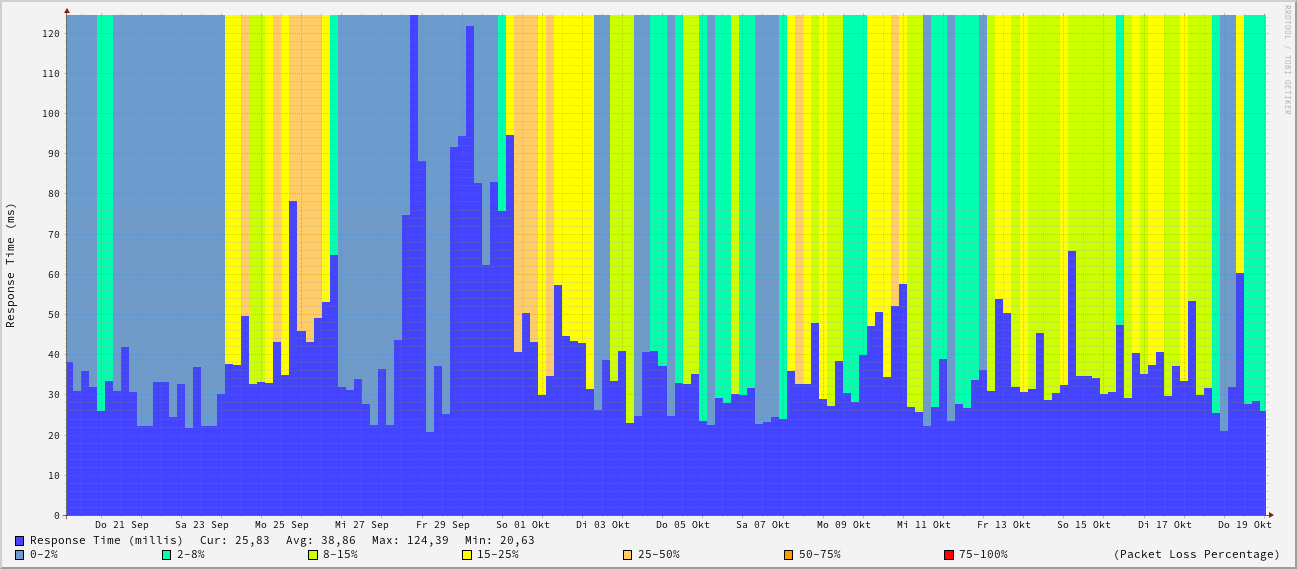 RRDTOOL / TOBI OETIKER
Response Time (ms)
120
110
100
90
80
70
60
50
40
30
20
10
0
Do 21 Sep Sa 23 Sep Mo 25 Sep Mi 27 Sep Fr 29 Sep So 01 Okt Di 03 Okt Do 05 Okt Sa 07 Okt Mo 09 Okt Mi 11 Okt Fr 13 Okt So 15 Okt Di 17 Okt Do 19 Okt
Response Time (millis) Cur: 25,83 Avg: 38,86 Max: 124,39 Min: 20,63
0-2% 2-8% 8-15% 15-25% 25-50% 50-75% 75-100% (Packet Loss Percentage)